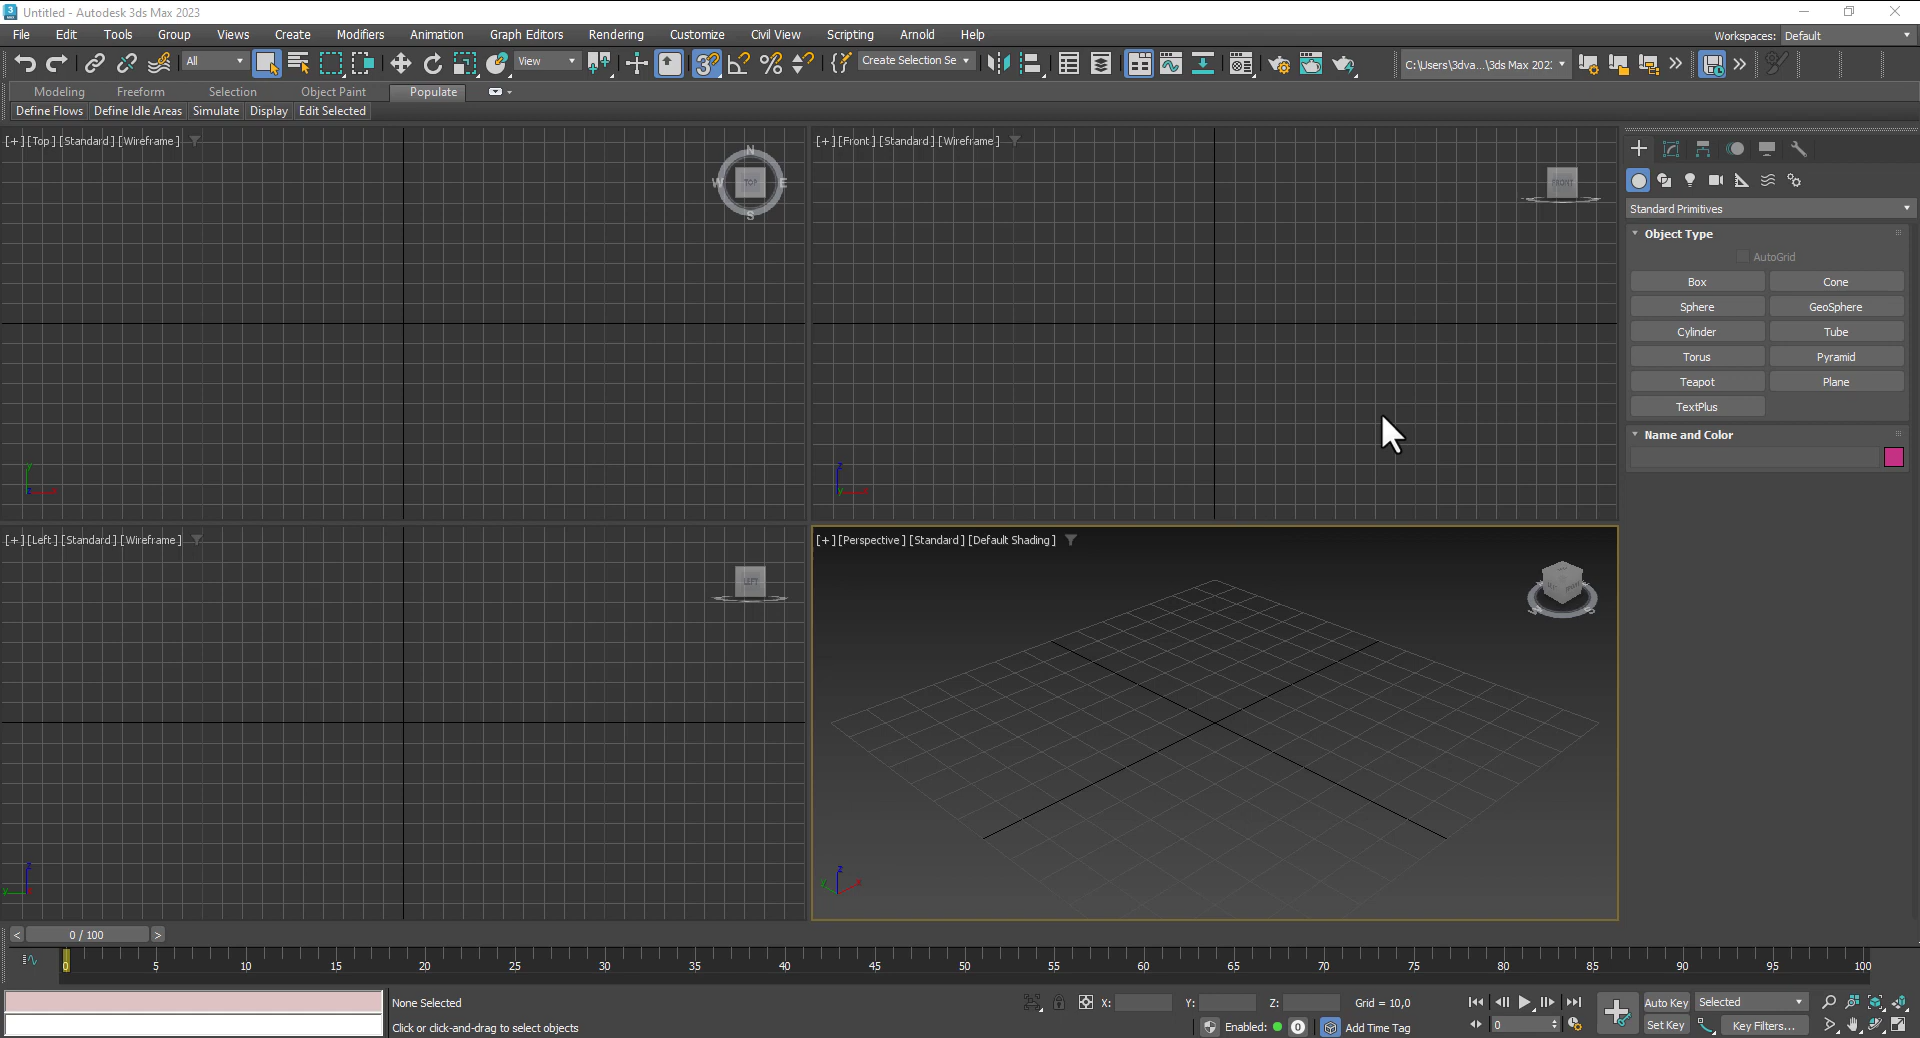 Untitled - Autodesk 3ds Max 2023
File Edit Tools Group Views Create Modifiers Animation Graph Editors Rendering Customize Civil View Scripting Arnold Help Workspaces: Default
All View Create Selection Se C:\Users\3dva...\3ds Max 202:
Modeling Freeform Selection Object Paint Populate
Define Flows Define Idle Areas Simulate Display Edit Selected
[+] [Top] [Standard] [Wireframe]
N
W TOP E
S
[+] [Front] [Standard] [Wireframe]
FRONT
y
z x
z
y x
[+] [Left] [Standard] [Wireframe]
LEFT
z
y x
[+] [Perspective] [Standard] [Default Shading]
W S
z
y x
Standard Primitives
Object Type
AutoGrid
Box Cone
Sphere GeoSphere
Cylinder Tube
Torus Pyramid
Teapot Plane
TextPlus
Name and Color
< 0 / 100 >
0 5 10 15 20 25 30 35 40 45 50 55 60 65 70 75 80 85 90 95 100
None Selected X: Y: Z: Grid = 10,0 Auto Key Selected
Click or click-and-drag to select objects Enabled: 0 Add Time Tag 0 Set Key Key Filters...